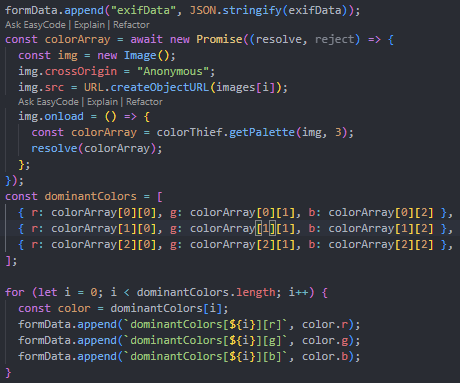 formData.append("exifData", JSON.stringify(exifData));
Ask EasyCode | Explain | Refactor
const colorArray = await new Promise((resolve, reject) => {
  const img = new Image();
  img.crossOrigin = "Anonymous";
  img.src = URL.createObjectURL(images[i]);
  Ask EasyCode | Explain | Refactor
  img.onload = () => {
    const colorArray = colorThief.getPalette(img, 3);
    resolve(colorArray);
  };
});
const dominantColors = [
  { r: colorArray[0][0], g: colorArray[0][1], b: colorArray[0][2] },
  { r: colorArray[1][0], g: colorArray[1][1], b: colorArray[1][2] },
  { r: colorArray[2][0], g: colorArray[2][1], b: colorArray[2][2] },
];

for (let i = 0; i < dominantColors.length; i++) {
  const color = dominantColors[i];
  formData.append(`dominantColors[${i}][r]`, color.r);
  formData.append(`dominantColors[${i}][g]`, color.g);
  formData.append(`dominantColors[${i}][b]`, color.b);
}